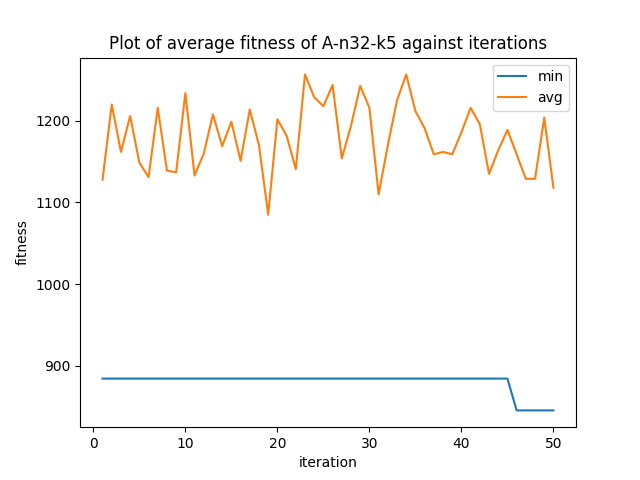 Plot of average fitness of A-n32-k5 against iterations
min
avg
1200
1100
1000
900
fitness
0 10 20 30 40 50
iteration